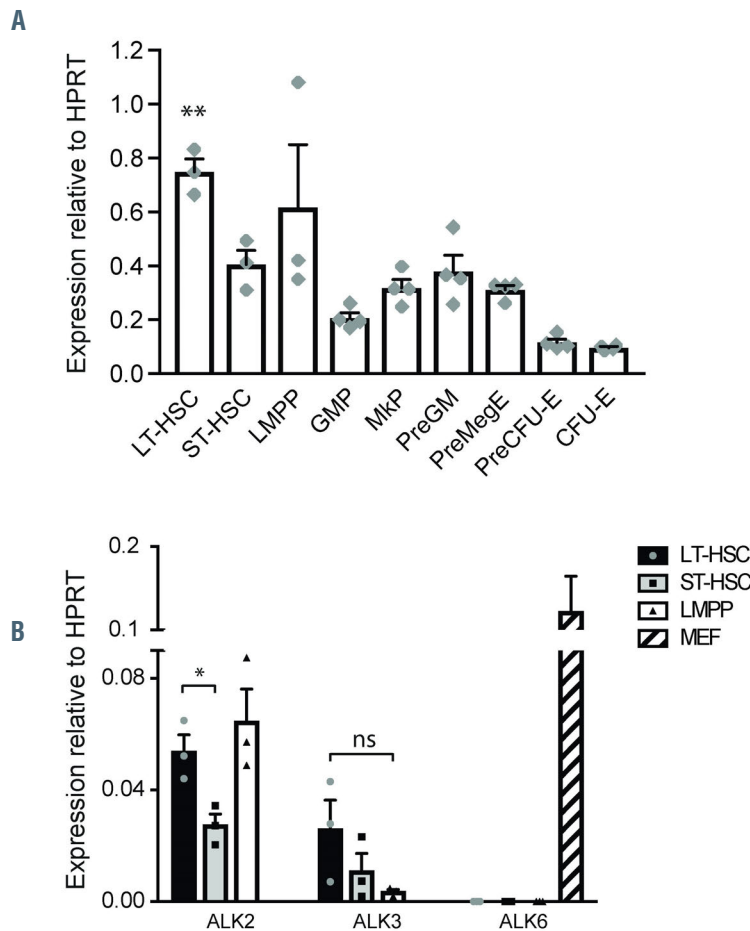 A
Expression relative to HPRT
1.2
1.0
0.8
0.6
0.4
0.2
0.0
**
LT-HSC
ST-HSC
LMPP
GMP
MkP
PreGM
PreMegE
PreCFU-E
CFU-E
B
Expression relative to HPRT
0.2
0.1
0.08
0.04
0.00
*
ns
ALK2
ALK3
ALK6
LT-HSC
ST-HSC
LMPP
MEF